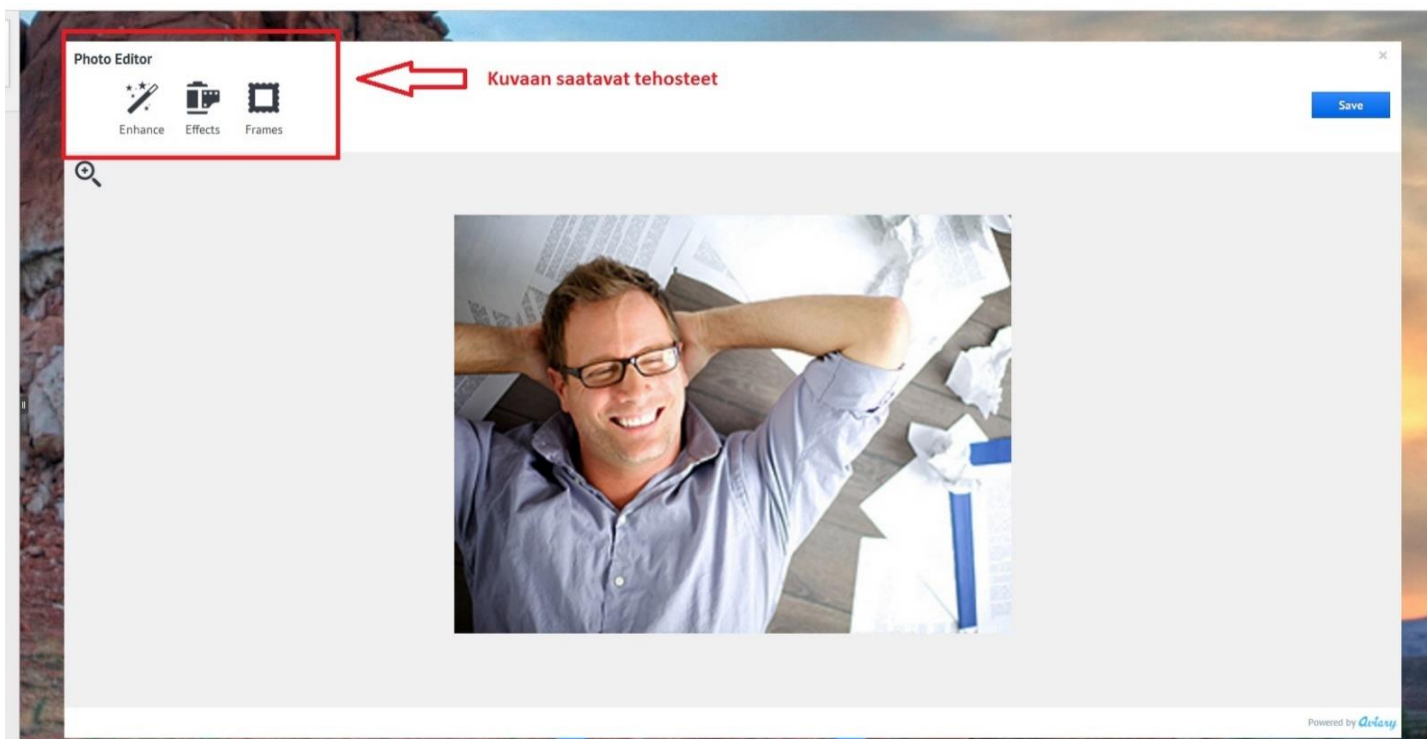 Photo Editor
Kuvaan saatavat tehosteet
Enhance Effects Frames
Save
Powered by Aviary